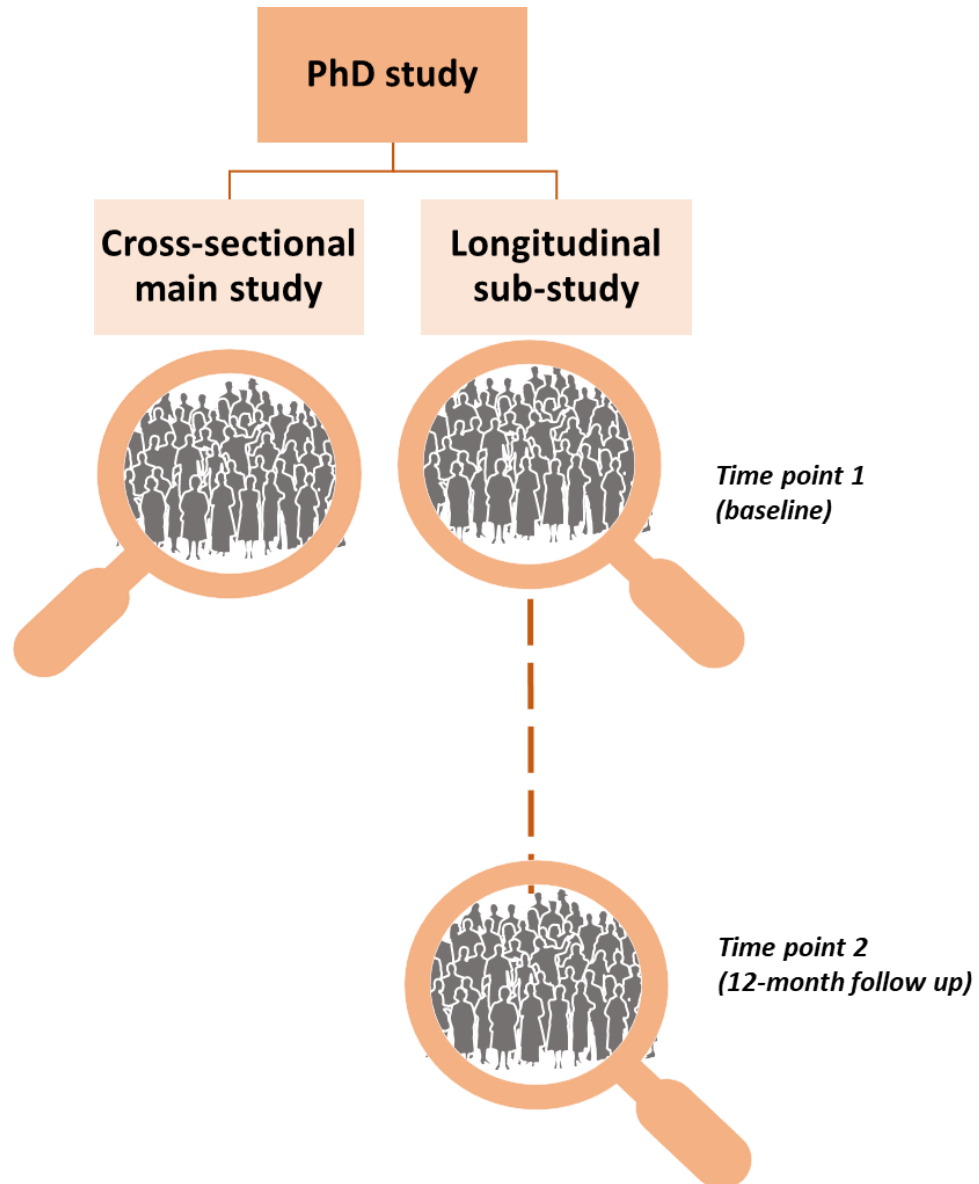 PhD study
Cross-sectional
main study
Longitudinal
sub-study
Time point 1
(baseline)
Time point 2
(12-month follow up)